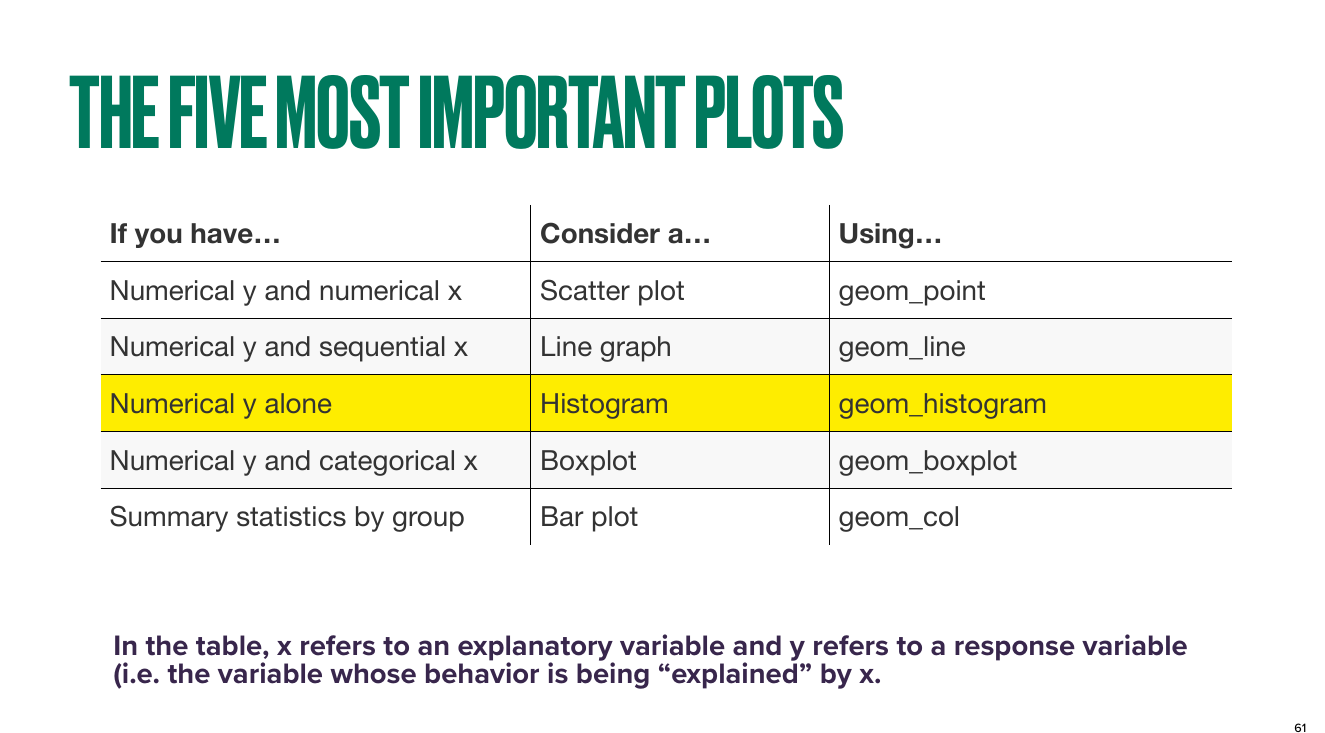 THE FIVE MOST IMPORTANT PLOTS
If you have… Consider a… Using…
Numerical y and numerical x Scatter plot geom_point
Numerical y and sequential x Line graph geom_line
Numerical y alone Histogram geom_histogram
Numerical y and categorical x Boxplot geom_boxplot
Summary statistics by group Bar plot geom_col
In the table, x refers to an explanatory variable and y refers to a response variable
(i.e. the variable whose behavior is being “explained” by x.
61